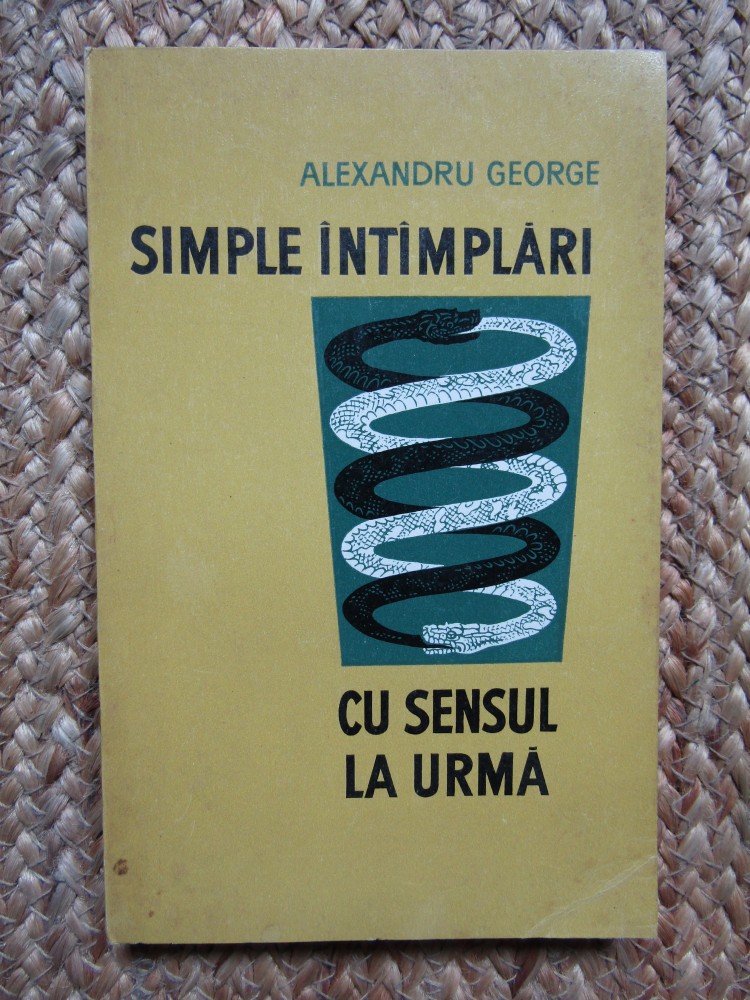 ALEXANDRU GEORGE
SIMPLE ÎNTÎMPLĂRI
CU SENSUL
LA URMĂ